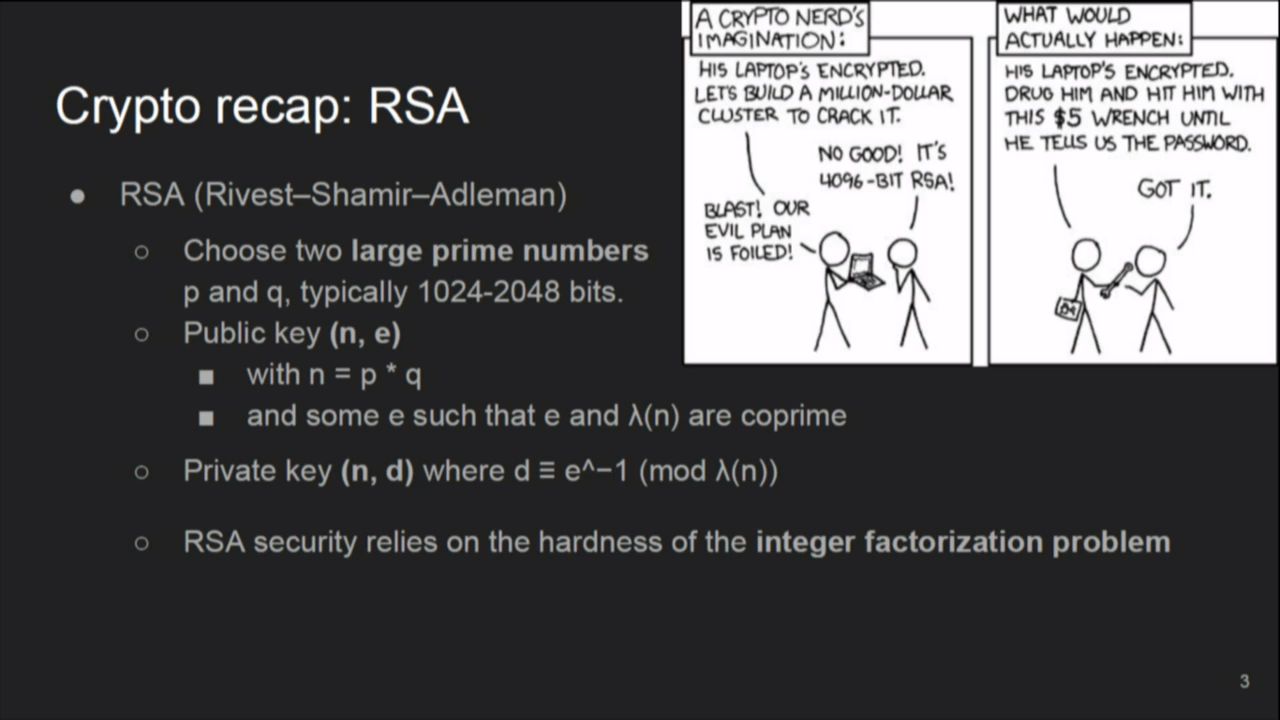 Crypto recap: RSA
● RSA (Rivest–Shamir–Adleman)
○ Choose two large prime numbers
p and q, typically 1024-2048 bits.
○ Public key (n, e)
■ with n = p * q
■ and some e such that e and λ(n) are coprime
○ Private key (n, d) where d ≡ e^−1 (mod λ(n))
○ RSA security relies on the hardness of the integer factorization problem
A CRYPTO NERD'S
IMAGINATION:
HIS LAPTOP'S ENCRYPTED.
LET'S BUILD A MILLION-DOLLAR
CLUSTER TO CRACK IT.
NO GOOD! IT'S
4096-BIT RSA!
BLAST! OUR
EVIL PLAN
IS FOILED!
WHAT WOULD
ACTUALLY HAPPEN:
HIS LAPTOP'S ENCRYPTED.
DRUG HIM AND HIT HIM WITH
THIS $5 WRENCH UNTIL
HE TELLS US THE PASSWORD.
GOT IT.
3